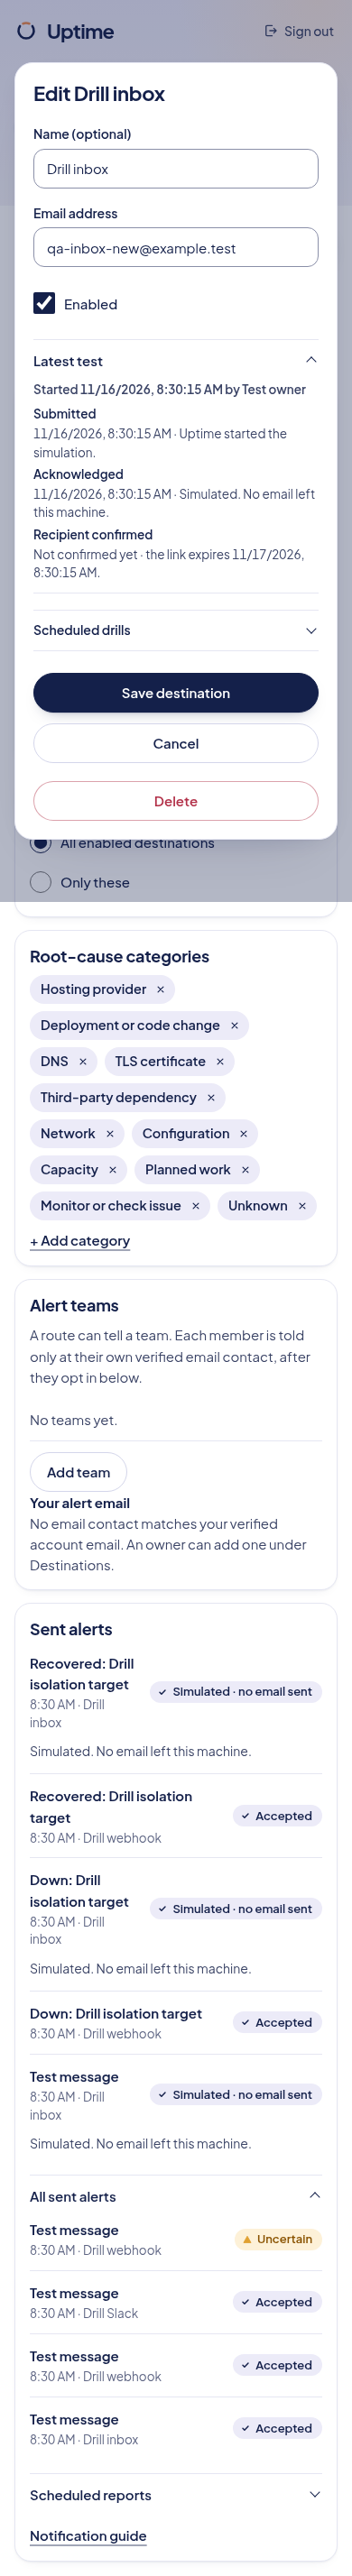 Uptime
Sign out
Edit Drill inbox
Name (optional)
Drill inbox
Email address
qa-inbox-new@example.test
Enabled
Latest test
Started 11/16/2026, 8:30:15 AM by Test owner
Submitted
11/16/2026, 8:30:15 AM · Uptime started the
simulation.
Acknowledged
11/16/2026, 8:30:15 AM · Simulated. No email left
this machine.
Recipient confirmed
Not confirmed yet · the link expires 11/17/2026,
8:30:15 AM.
Scheduled drills
Save destination
Cancel
Delete
All enabled destinations
Only these
Root-cause categories
Hosting provider ×
Deployment or code change ×
DNS × TLS certificate ×
Third-party dependency ×
Network × Configuration ×
Capacity × Planned work ×
Monitor or check issue × Unknown ×
+ Add category
Alert teams
A route can tell a team. Each member is told
only at their own verified email contact, after
they opt in below.
No teams yet.
Add team
Your alert email
No email contact matches your verified
account email. An owner can add one under
Destinations.
Sent alerts
Recovered: Drill
isolation target
8:30 AM · Drill
inbox
Simulated · no email sent
Simulated. No email left this machine.
Recovered: Drill isolation
target
8:30 AM · Drill webhook
Accepted
Down: Drill
isolation target
8:30 AM · Drill
inbox
Simulated · no email sent
Simulated. No email left this machine.
Down: Drill isolation target
8:30 AM · Drill webhook
Accepted
Test message
8:30 AM · Drill
inbox
Simulated · no email sent
Simulated. No email left this machine.
All sent alerts
Test message
8:30 AM · Drill webhook
Uncertain
Test message
8:30 AM · Drill Slack
Accepted
Test message
8:30 AM · Drill webhook
Accepted
Test message
8:30 AM · Drill inbox
Accepted
Scheduled reports
Notification guide